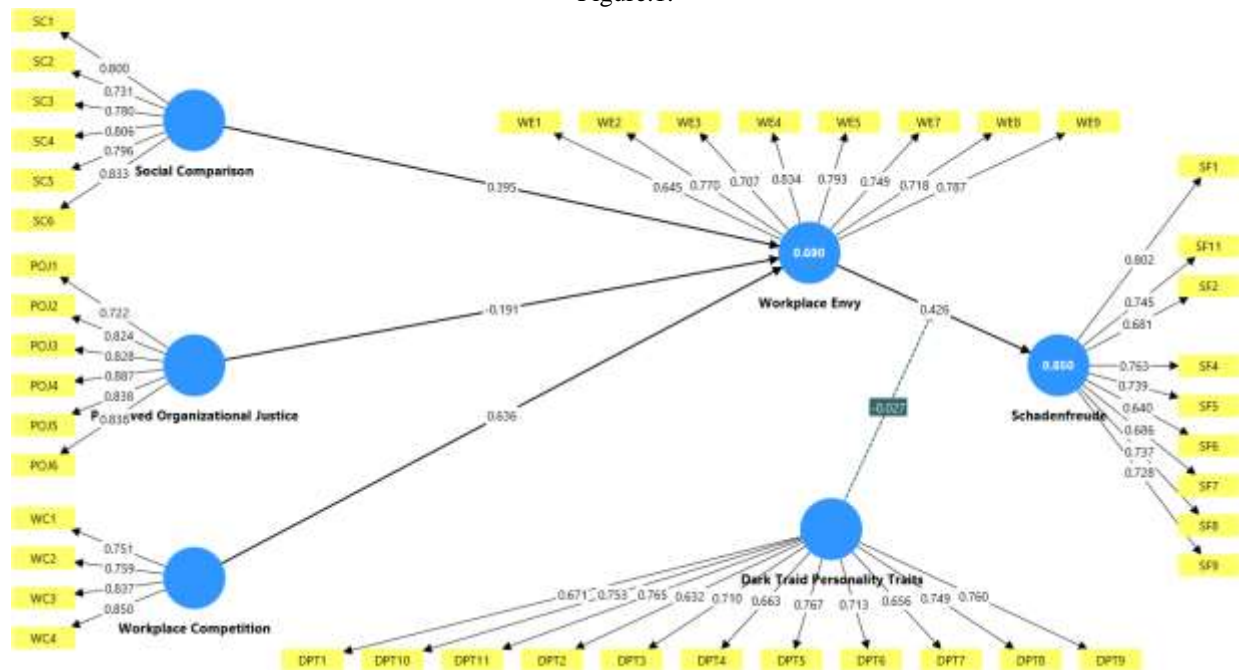 Figure.1.
SC1
SC2
SC3
SC4
SC5
SC6
0.800
0.731
0.780
0.806
0.796
0.833
Social Comparison
POJ1
POJ2
POJ3
POJ4
POJ5
POJ6
0.722
0.824
0.828
0.887
0.838
0.838
Organizational Justice
WC1
WC2
WC3
WC4
0.751
0.759
0.837
0.850
Workplace Competition
0.395
-0.191
0.636
WE1 WE2 WE3 WE4 WE5 WE7 WE8 WE9
0.645 0.770 0.707 0.834 0.793 0.749 0.718 0.787
0.690
Workplace Envy
0.426
-0.027
SF1
SF11
SF2
SF4
SF5
SF6
SF7
SF8
SF9
0.802
0.745
0.681
0.763
0.739
0.640
0.686
0.737
0.728
Schadenfreude
Dark Traid Personality Traits
0.671 0.753 0.765 0.632 0.710 0.663 0.767 0.713 0.656 0.749 0.760
DPT1 DPT10 DPT11 DPT2 DPT3 DPT4 DPT5 DPT6 DPT7 DPT8 DPT9